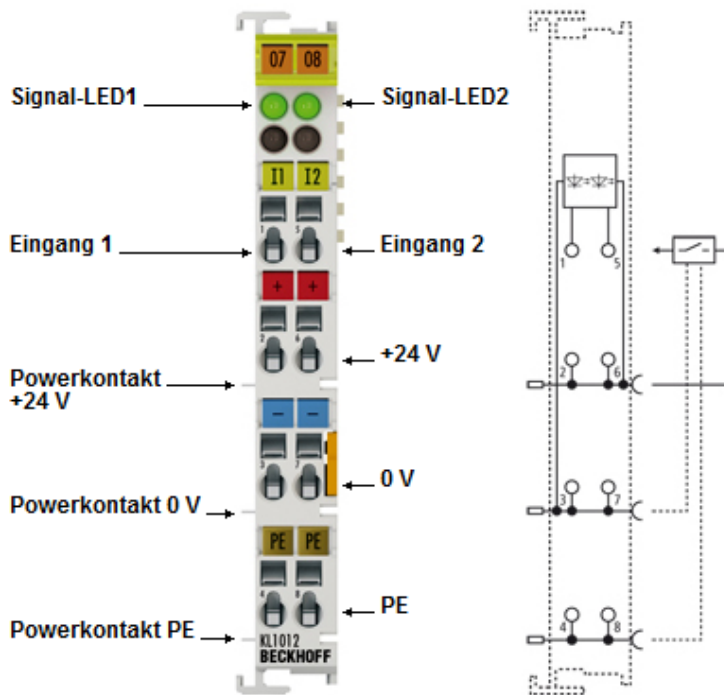 07 08
Signal-LED1
Signal-LED2
I1 I2
1 5
Eingang 1
Eingang 2
+ +
2 6
+24 V
Powerkontakt
+24 V
- -
3 7
0 V
Powerkontakt 0 V
PE PE
4 8
PE
Powerkontakt PE
KL1012
BECKHOFF
1 5
2 6
3 7
4 8